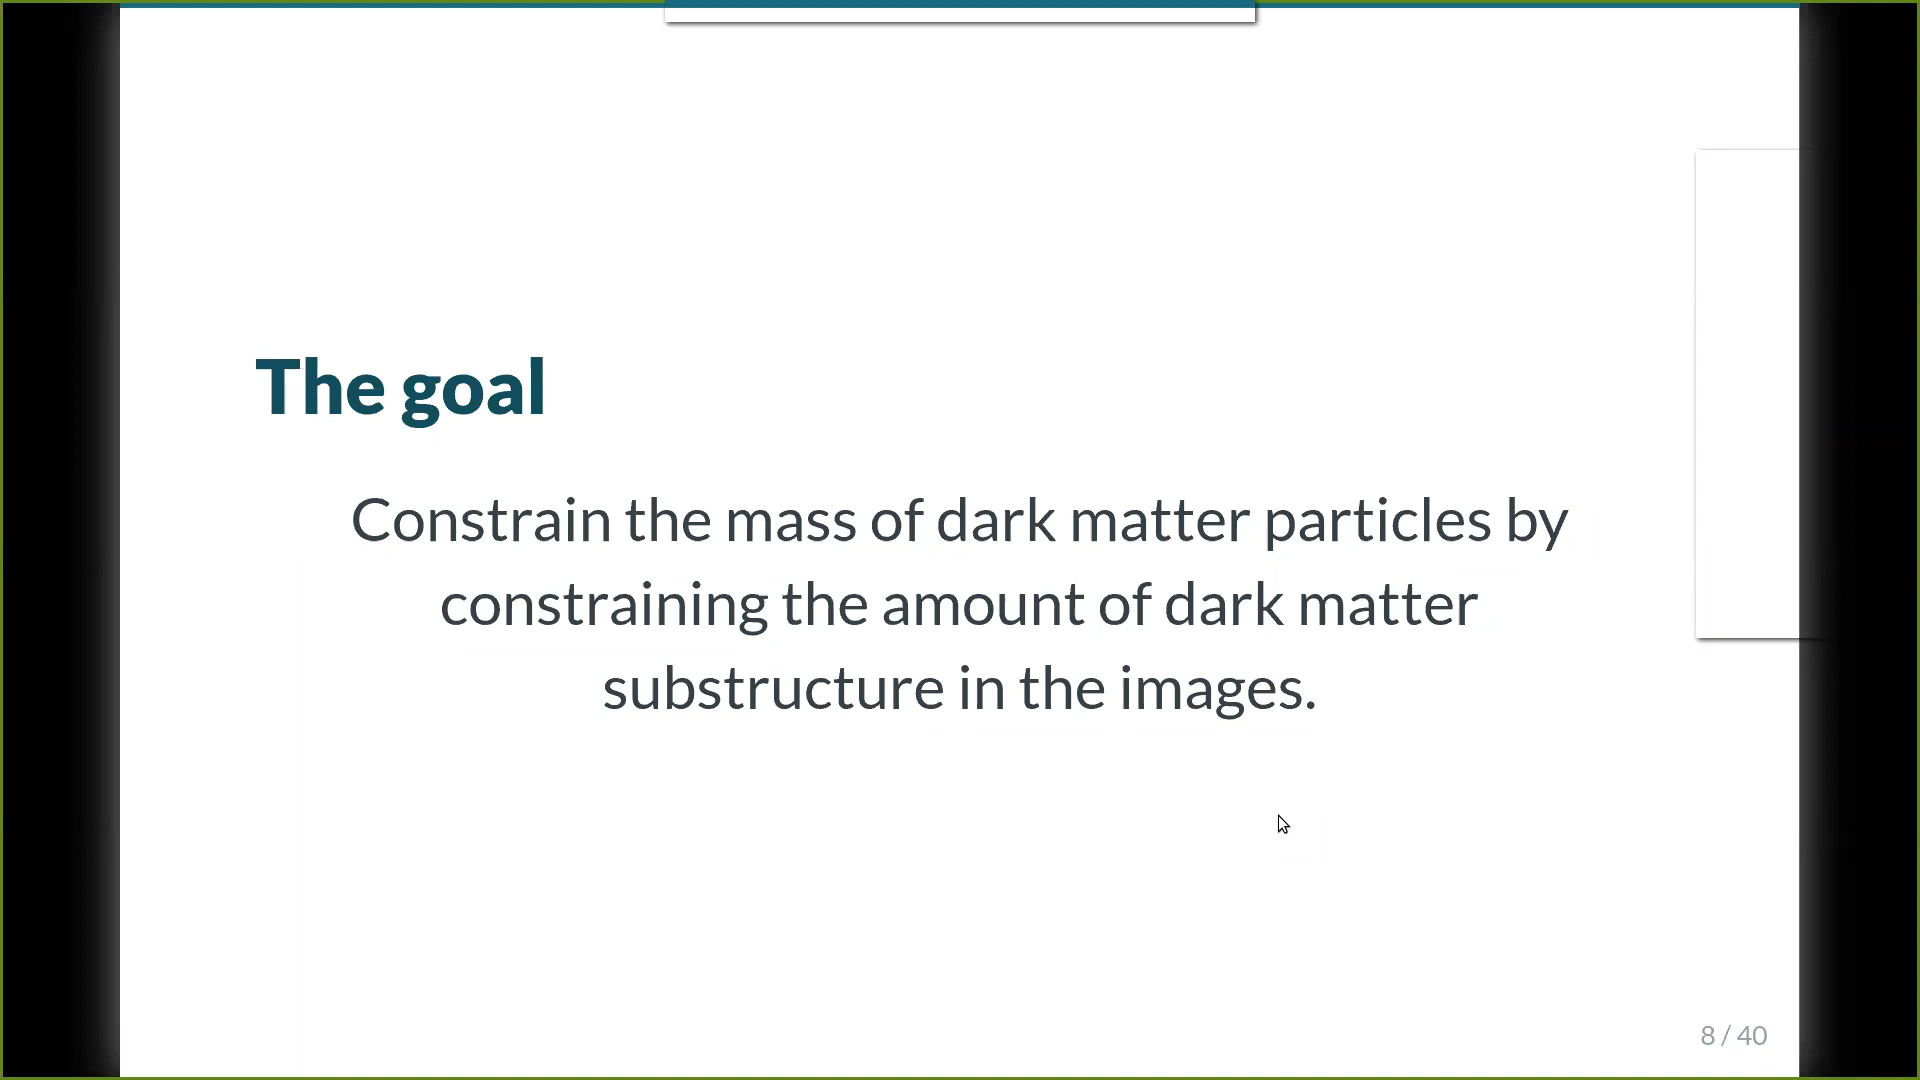 The goal
Constrain the mass of dark matter particles by
constraining the amount of dark matter
substructure in the images.
8 / 40